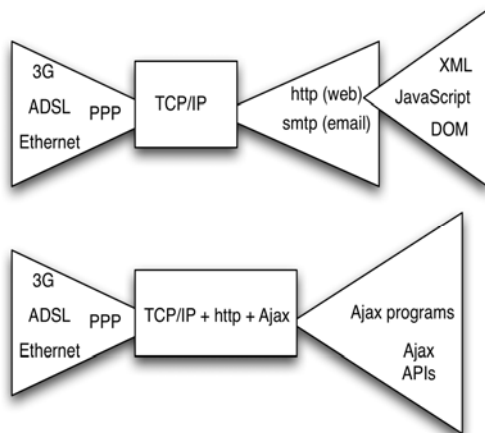 3G
ADSL PPP
Ethernet
TCP/IP
http (web)
smtp (email)
XML
JavaScript
DOM
3G
ADSL PPP
Ethernet
TCP/IP + http + Ajax
Ajax programs
Ajax
APIs